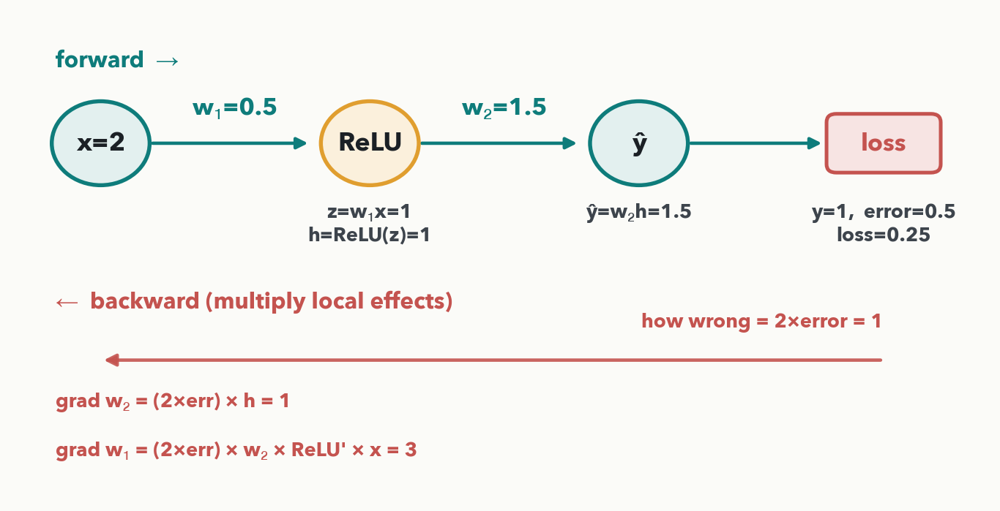 forward →
w₁=0.5
w₂=1.5
x=2
ReLU
ŷ
loss
z=w₁x=1
h=ReLU(z)=1
ŷ=w₂h=1.5
y=1, error=0.5
loss=0.25
← backward (multiply local effects)
how wrong = 2×error = 1
grad w₂ = (2×err) × h = 1
grad w₁ = (2×err) × w₂ × ReLU' × x = 3